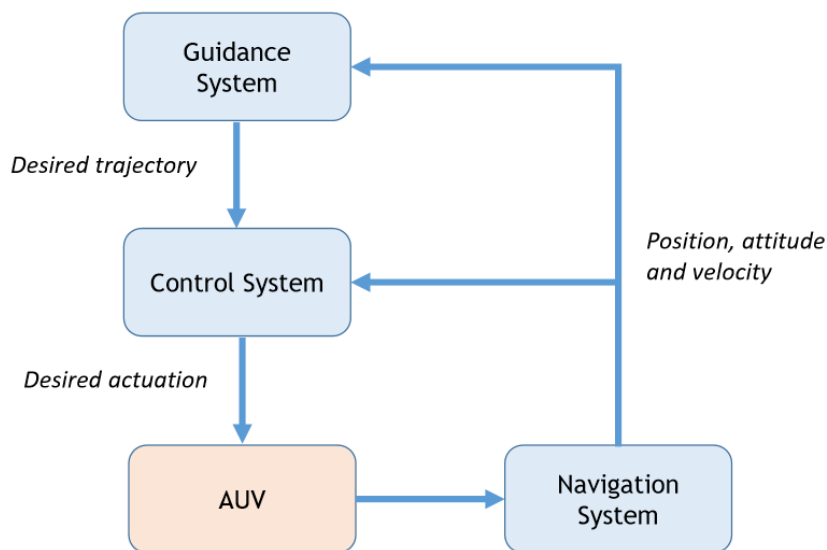 Guidance
System
Desired trajectory
Control System
Position, attitude
and velocity
Desired actuation
AUV
Navigation
System